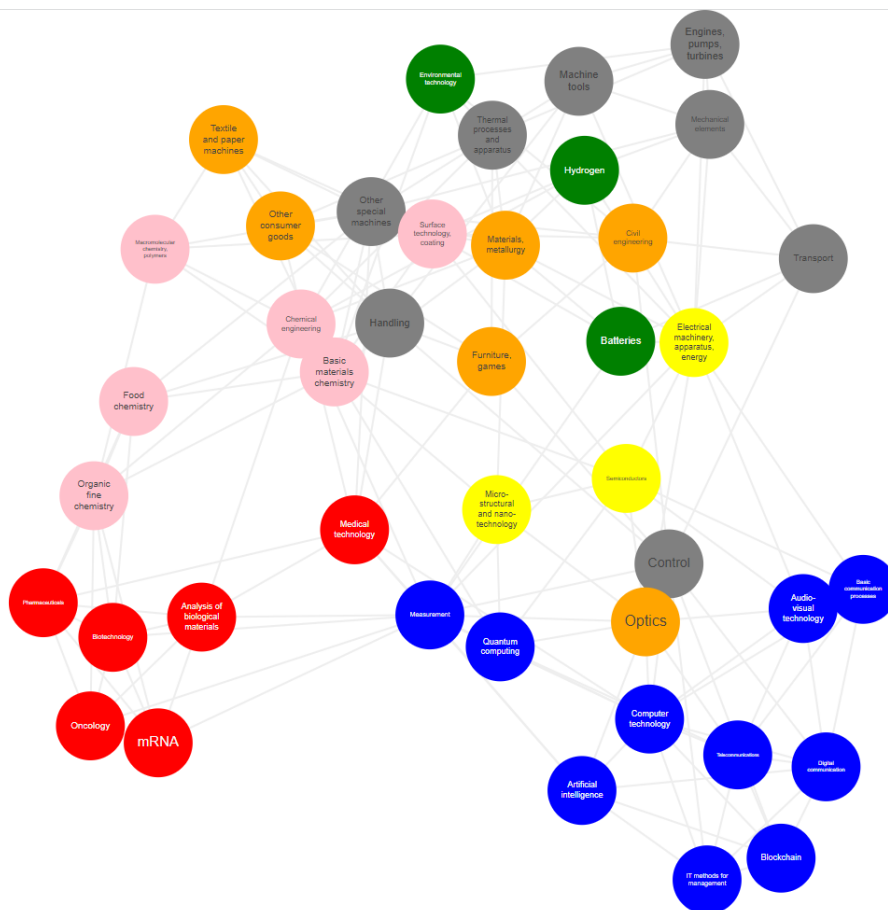 Engines,
pumps,
turbines
Environmental
technology
Machine
tools
Mechanical
elements
Textile
and paper
machines
Thermal
processes
and
apparatus
Hydrogen
Other
special
machines
Other
consumer
goods
Surface
technology,
coating
Materials,
metallurgy
Civil
engineering
Macromolecular
chemistry,
polymers
Transport
Chemical
engineering
Handling
Batteries
Electrical
machinery,
apparatus,
energy
Basic
materials
chemistry
Furniture,
games
Food
chemistry
Organic
fine
chemistry
Semiconductors
Micro-
structural
and nano-
technology
Medical
technology
Control
Pharmaceuticals
Analysis of
biological
materials
Biotechnology
Measurement
Quantum
computing
Optics
Audio-
visual
technology
Basic
communication
processes
Oncology
mRNA
Computer
technology
Telecommunications
Digital
communication
Artificial
intelligence
Blockchain
IT methods for
management